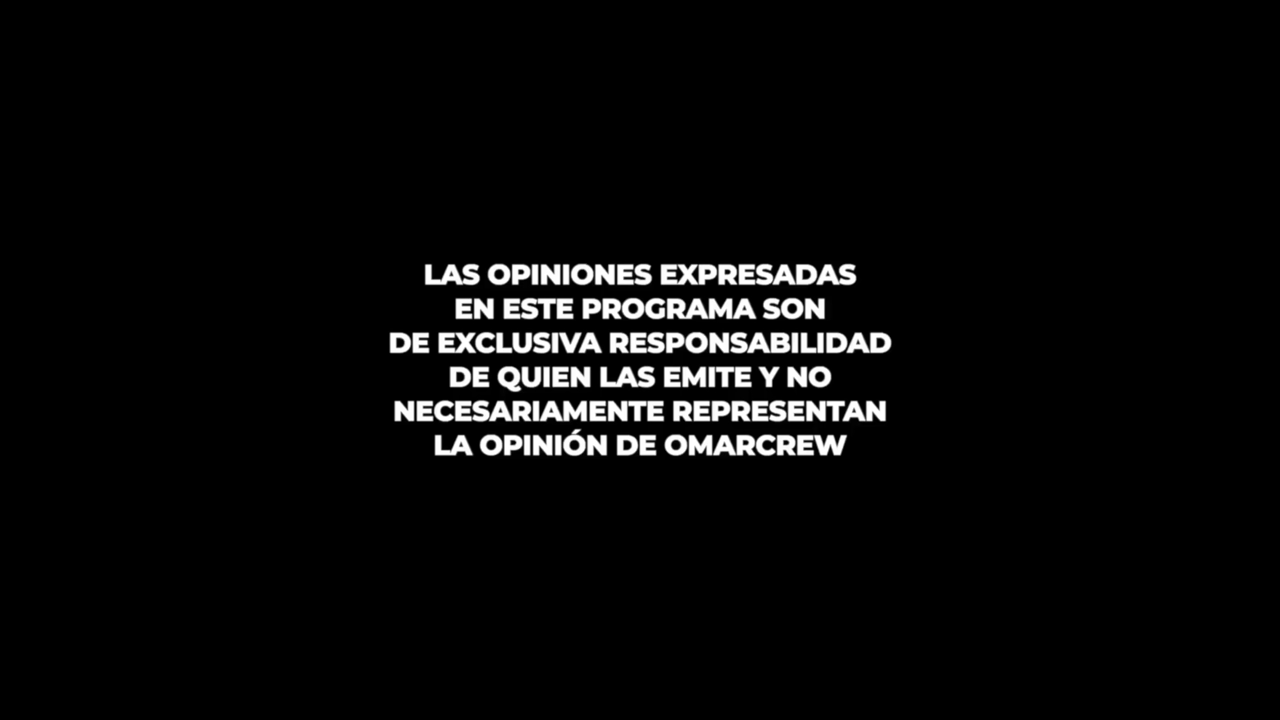 LAS OPINIONES EXPRESADAS
EN ESTE PROGRAMA SON
DE EXCLUSIVA RESPONSABILIDAD
DE QUIEN LAS EMITE Y NO
NECESARIAMENTE REPRESENTAN
LA OPINIÓN DE OMARCREW